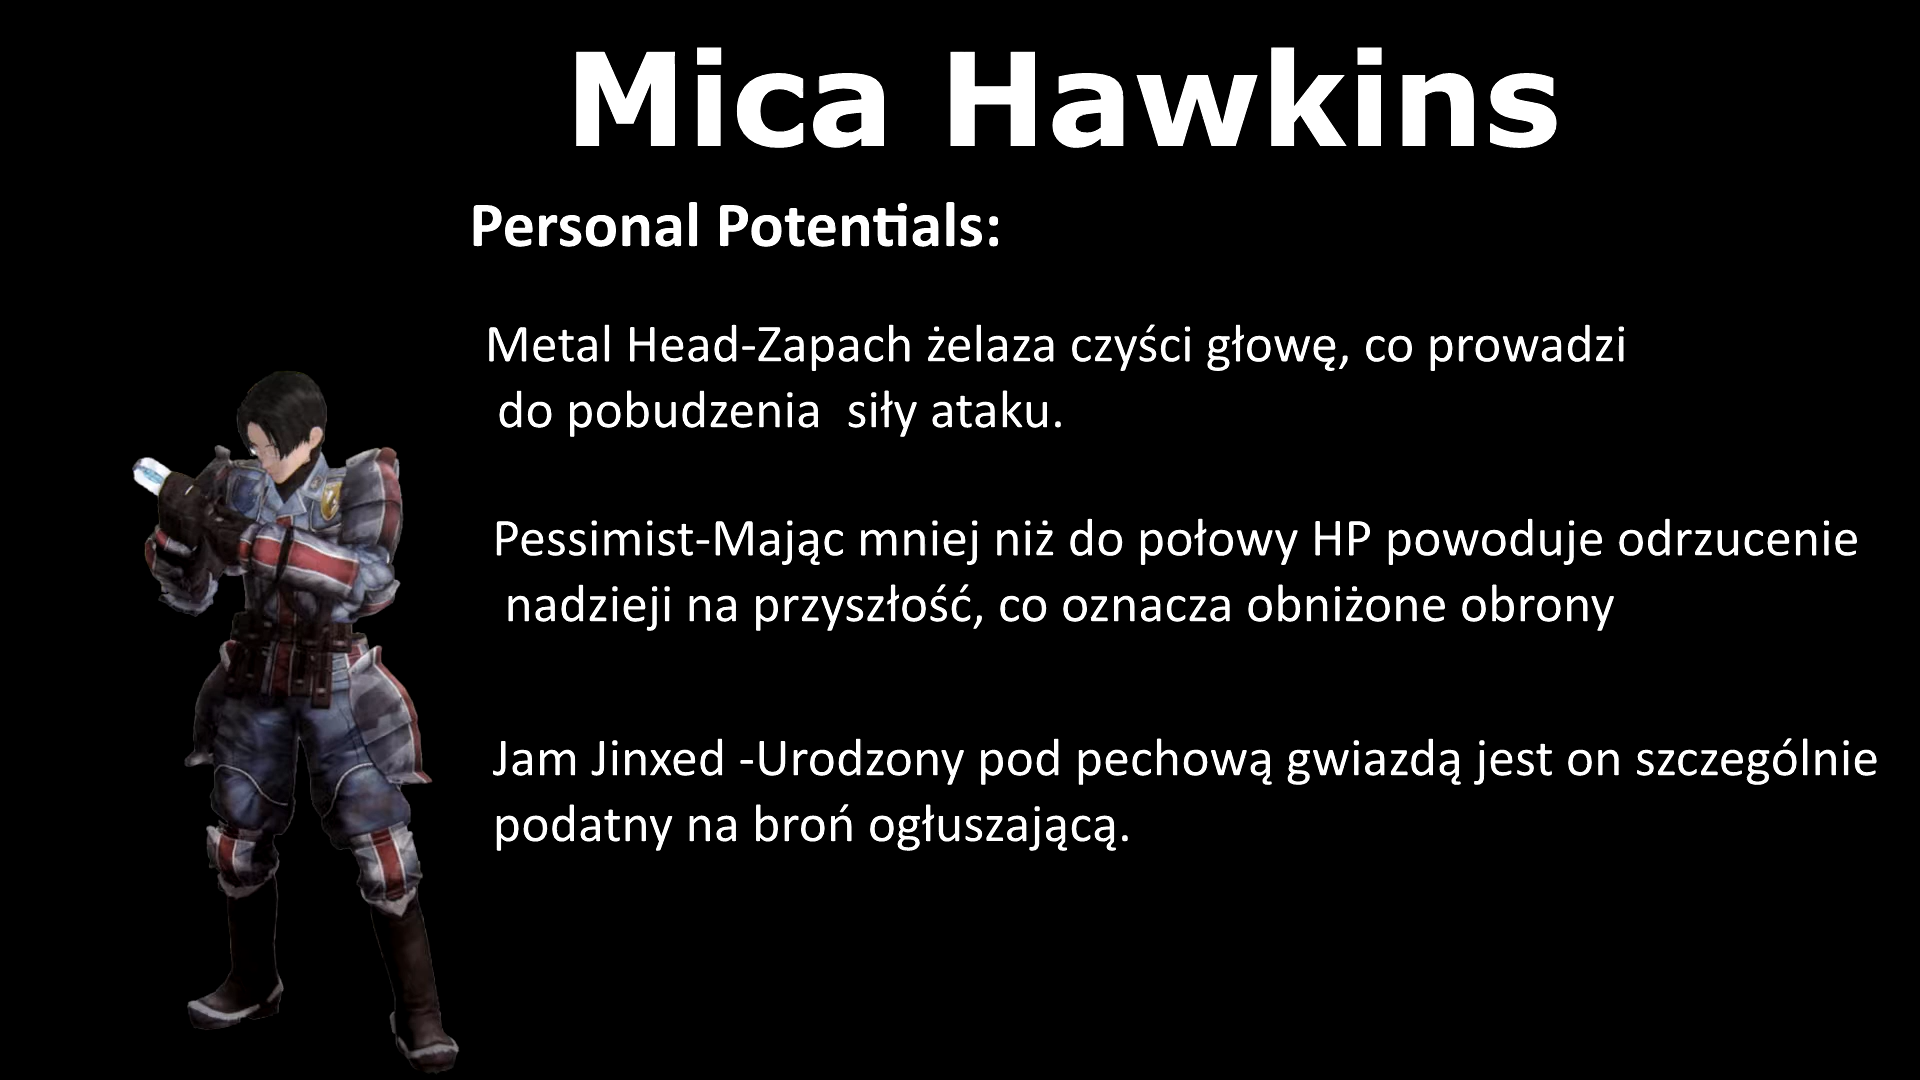 Mica Hawkins
Personal Potentials:
Metal Head-Zapach żelaza czyści głowę, co prowadzi
do pobudzenia  siły ataku.
Pessimist-Mając mniej niż do połowy HP powoduje odrzucenie
nadzieji na przyszłość, co oznacza obniżone obrony
Jam Jinxed -Urodzony pod pechową gwiazdą jest on szczególnie
podatny na broń ogłuszającą.